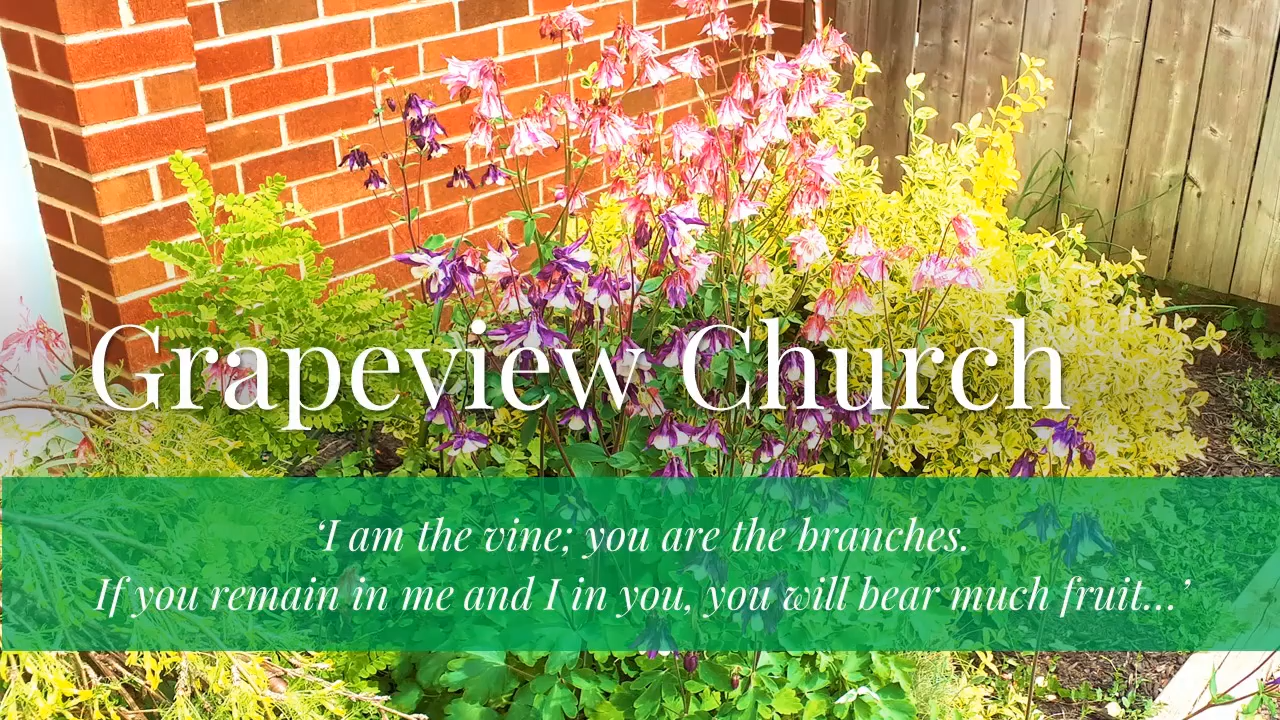 Grapeview Church
‘I am the vine; you are the branches.
If you remain in me and I in you, you will bear much fruit...’